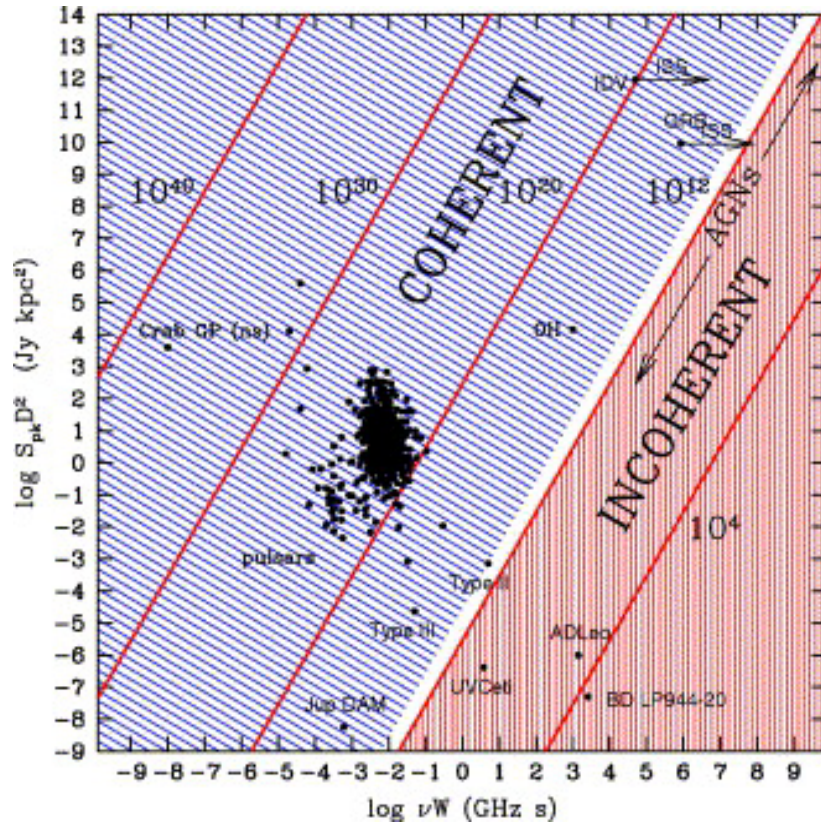 14
13
12
11
10
9
8
7
6
5
4
3
2
1
0
-1
-2
-3
-4
-5
-6
-7
-8
-9
log S_pk D² (Jy kpc²)
IDV ISS
GRB ISS
10⁴⁰
10³⁰
10²⁰
10¹²
COHERENT
AGNs
Crab GP (ns)
OH
INCOHERENT
10⁴
pulsars
Type II
Type III
ADLeo
UVCeti
BD LP944-20
Jup DAM
-9 -8 -7 -6 -5 -4 -3 -2 -1 0 1 2 3 4 5 6 7 8 9
log νW (GHz s)